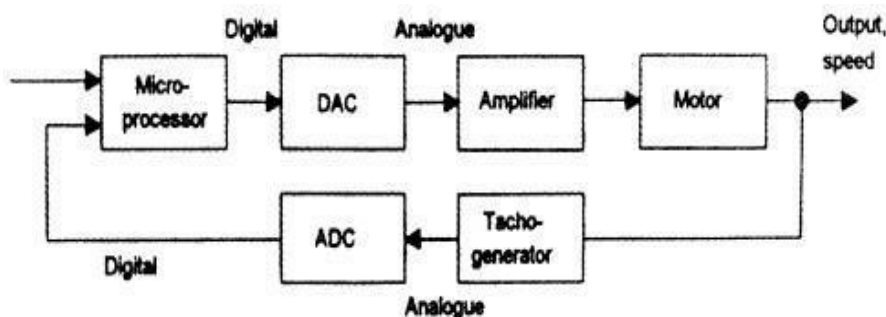 Digital
Analogue
Output,
speed
Micro-
processor
DAC
Amplifier
Motor
ADC
Tacho-
generator
Digital
Analogue